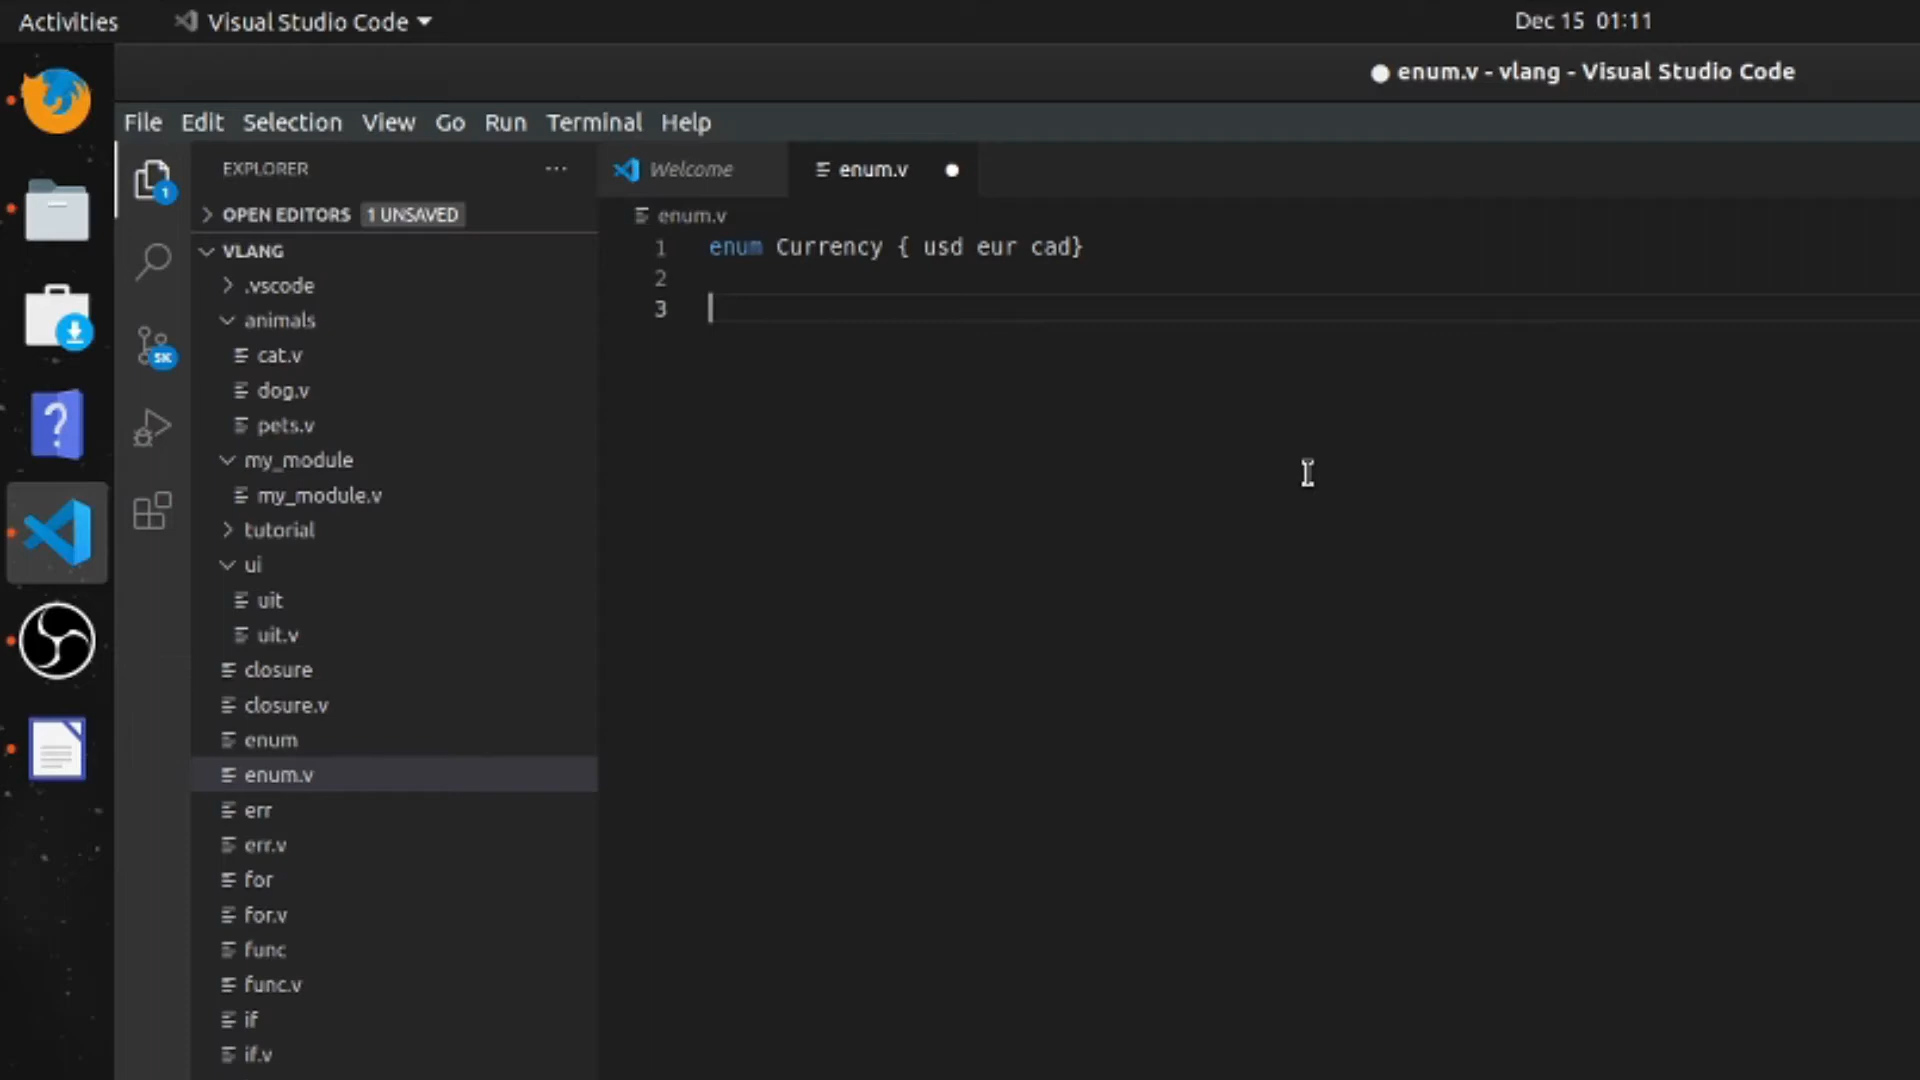 Activities Visual Studio Code Dec 15 01:11
enum.v - vlang - Visual Studio Code
File Edit Selection View Go Run Terminal Help
EXPLORER ··· Welcome enum.v
1
OPEN EDITORS 1 UNSAVED enum.v
VLANG
1 enum Currency { usd eur cad}
2
3
.vscode
animals
cat.v
5K
dog.v
pets.v
my_module
my_module.v
tutorial
ui
uit
uit.v
closure
closure.v
enum
enum.v
err
err.v
for
for.v
func
func.v
if
if.v
?